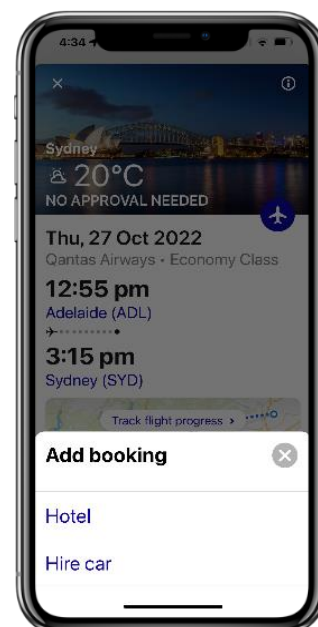 4:34
Sydney
20°C
NO APPROVAL NEEDED
Thu, 27 Oct 2022
Qantas Airways • Economy Class
12:55 pm
Adelaide (ADL)
3:15 pm
Sydney (SYD)
Track flight progress >
Add booking
Hotel
Hire car